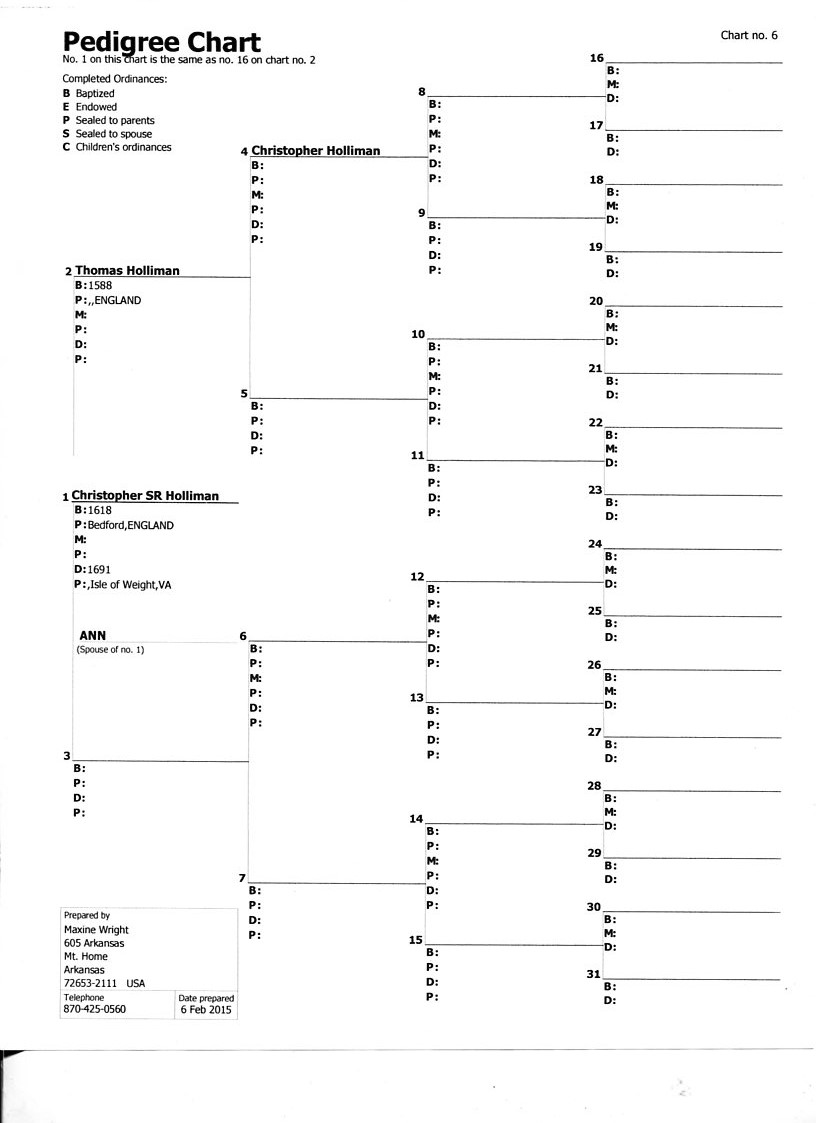 Pedigree Chart
Chart no. 6
No. 1 on this chart is the same as no. 16 on chart no. 2
Completed Ordinances:
B Baptized
E Endowed
P Sealed to parents
S Sealed to spouse
C Children's ordinances
2 Thomas Holliman
B:1588
P:,,ENGLAND
M:
P:
D:
P:
1 Christopher SR Holliman
B:1618
P:Bedford,ENGLAND
M:
P:
D:1691
P:,Isle of Weight,VA
ANN
(Spouse of no. 1)
3
B:
P:
D:
P:
4 Christopher Holliman
B:
P:
M:
P:
D:
P:
5
B:
P:
D:
P:
6
B:
P:
M:
P:
D:
P:
7
B:
P:
D:
P:
8
B:
P:
M:
P:
D:
P:
9
B:
P:
D:
P:
10
B:
P:
M:
P:
D:
P:
11
B:
P:
D:
P:
12
B:
P:
M:
P:
D:
P:
13
B:
P:
D:
P:
14
B:
P:
M:
P:
D:
P:
15
B:
P:
D:
P:
16
B:
M:
D:
17
B:
D:
18
B:
M:
D:
19
B:
D:
20
B:
M:
D:
21
B:
D:
22
B:
M:
D:
23
B:
D:
24
B:
M:
D:
25
B:
D:
26
B:
M:
D:
27
B:
D:
28
B:
M:
D:
29
B:
D:
30
B:
M:
D:
31
B:
D:
Prepared by
Maxine Wright
605 Arkansas
Mt. Home
Arkansas
72653-2111 USA
Telephone
870-425-0560
Date prepared
6 Feb 2015